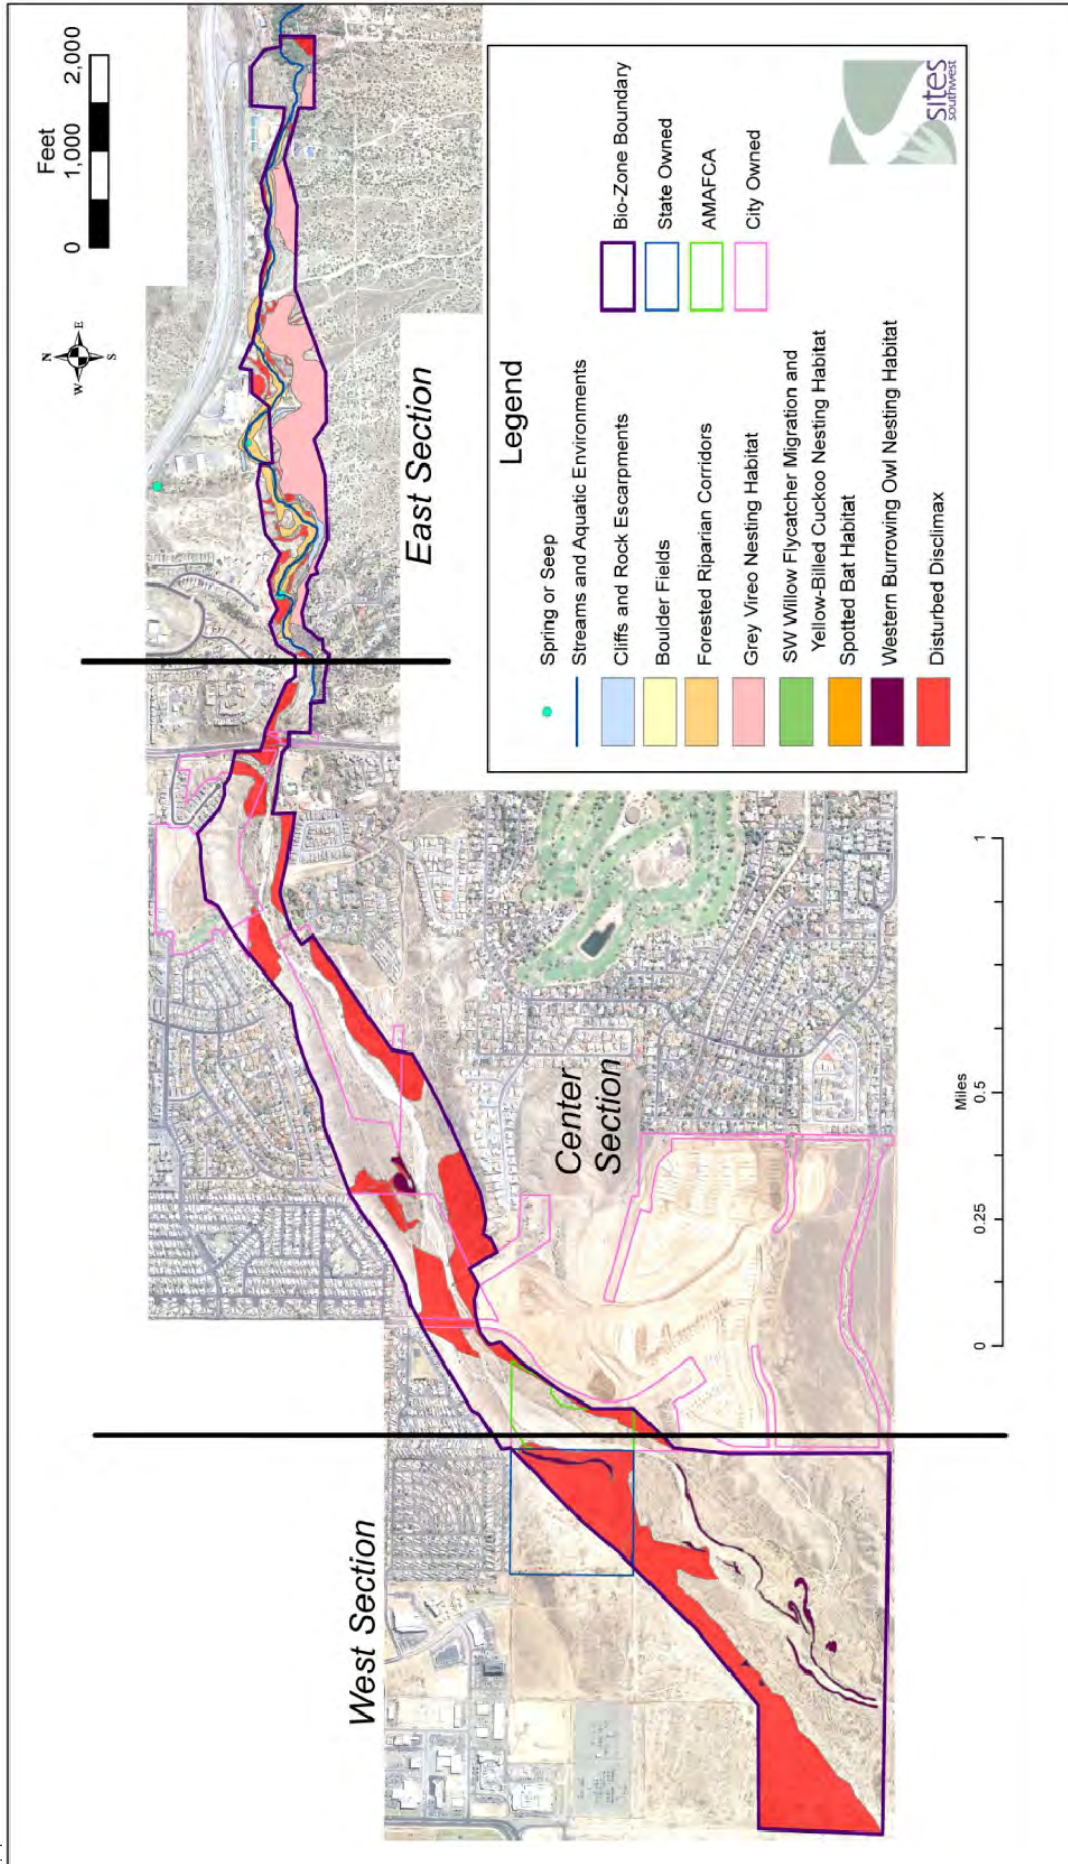 Feet
0 1,000 2,000
N
W E
S
West Section
Center
Section
East Section
Legend
Spring or Seep
Streams and Aquatic Environments
Cliffs and Rock Escarpments
Boulder Fields
Forested Riparian Corridors
Grey Vireo Nesting Habitat
SW Willow Flycatcher Migration and
Yellow-Billed Cuckoo Nesting Habitat
Spotted Bat Habitat
Western Burrowing Owl Nesting Habitat
Disturbed Disclimax
Bio-Zone Boundary
State Owned
AMAFCA
City Owned
sites
southwest
Miles
0 0.25 0.5 1